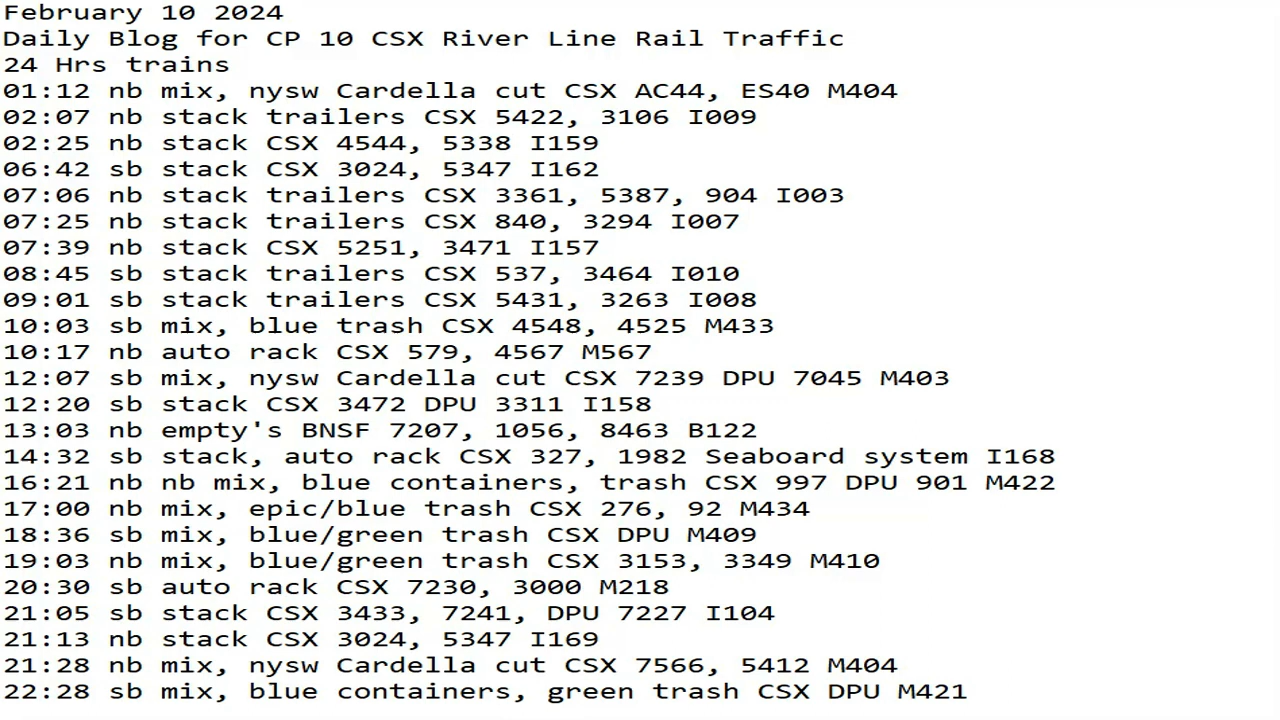 February 10 2024
Daily Blog for CP 10 CSX River Line Rail Traffic
24 Hrs trains
01:12 nb mix, nysw Cardella cut CSX AC44, ES40 M404
02:07 nb stack trailers CSX 5422, 3106 I009
02:25 nb stack CSX 4544, 5338 I159
06:42 sb stack CSX 3024, 5347 I162
07:06 nb stack trailers CSX 3361, 5387, 904 I003
07:25 nb stack trailers CSX 840, 3294 I007
07:39 nb stack CSX 5251, 3471 I157
08:45 sb stack trailers CSX 537, 3464 I010
09:01 sb stack trailers CSX 5431, 3263 I008
10:03 sb mix, blue trash CSX 4548, 4525 M433
10:17 nb auto rack CSX 579, 4567 M567
12:07 sb mix, nysw Cardella cut CSX 7239 DPU 7045 M403
12:20 sb stack CSX 3472 DPU 3311 I158
13:03 nb empty's BNSF 7207, 1056, 8463 B122
14:32 sb stack, auto rack CSX 327, 1982 Seaboard system I168
16:21 nb nb mix, blue containers, trash CSX 997 DPU 901 M422
17:00 nb mix, epic/blue trash CSX 276, 92 M434
18:36 sb mix, blue/green trash CSX DPU M409
19:03 nb mix, blue/green trash CSX 3153, 3349 M410
20:30 sb auto rack CSX 7230, 3000 M218
21:05 sb stack CSX 3433, 7241, DPU 7227 I104
21:13 nb stack CSX 3024, 5347 I169
21:28 nb mix, nysw Cardella cut CSX 7566, 5412 M404
22:28 sb mix, blue containers, green trash CSX DPU M421